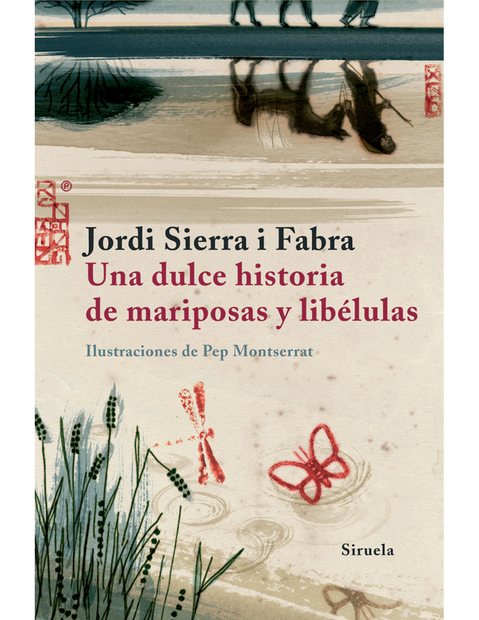 Jordi Sierra i Fabra
Una dulce historia
de mariposas y libélulas
Ilustraciones de Pep Montserrat
Siruela